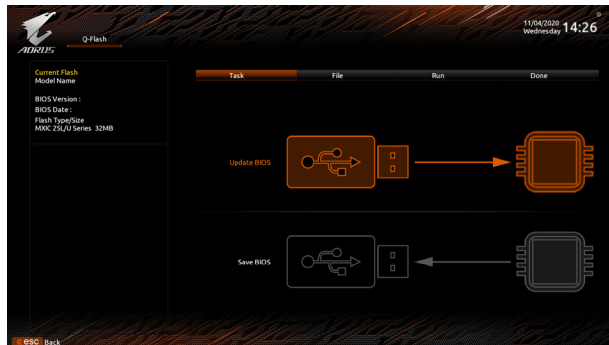 AORUS
Q-Flash
11/04/2020
Wednesday
14:26
Current Flash
Model Name
BIOS Version :
BIOS Date :
Flash Type/Size
MXIC 25L/U Series 32MB
Task File Run Done
Update BIOS
Save BIOS
esc Back